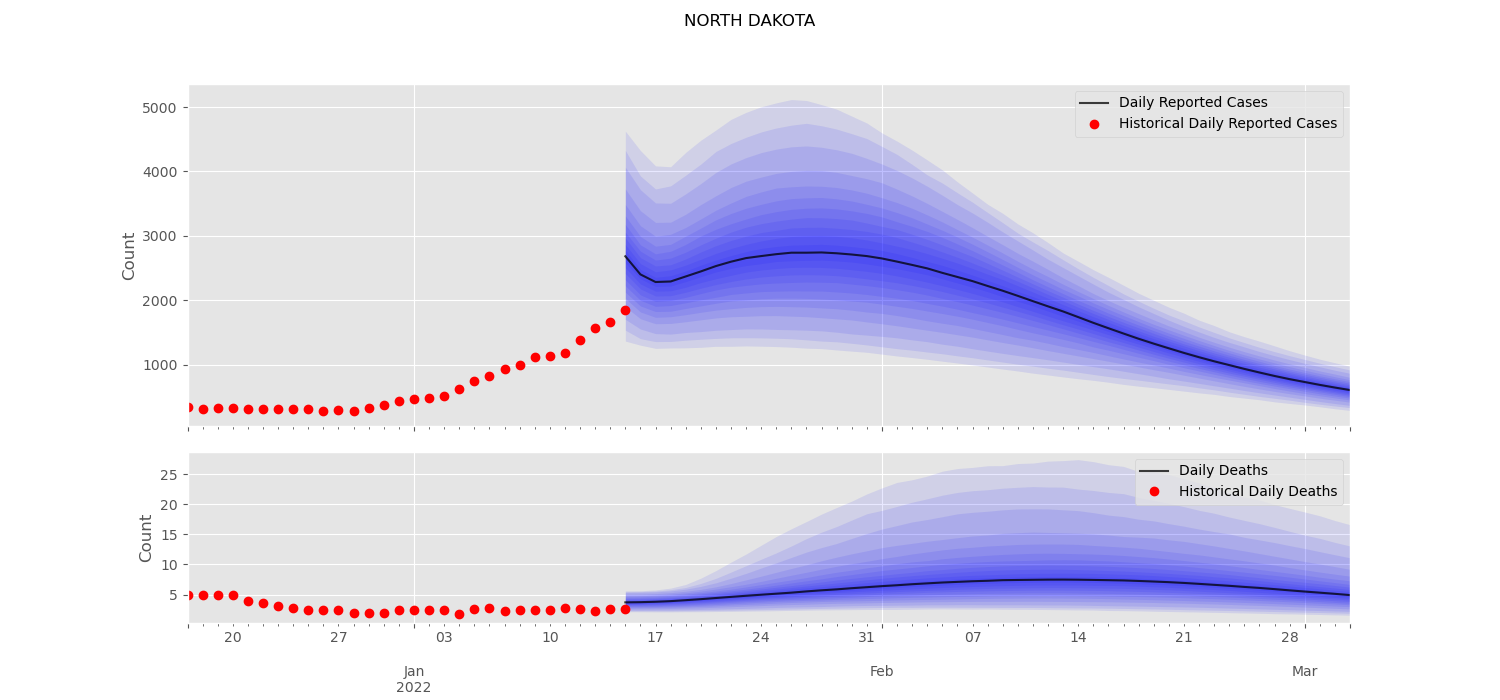 NORTH DAKOTA
5000
4000
3000
2000
1000
Count
Daily Reported Cases
Historical Daily Reported Cases
25
20
15
10
5
Count
Daily Deaths
Historical Daily Deaths
20 27 03 10 17 24 31 07 14 21 28
Jan Feb Mar
2022